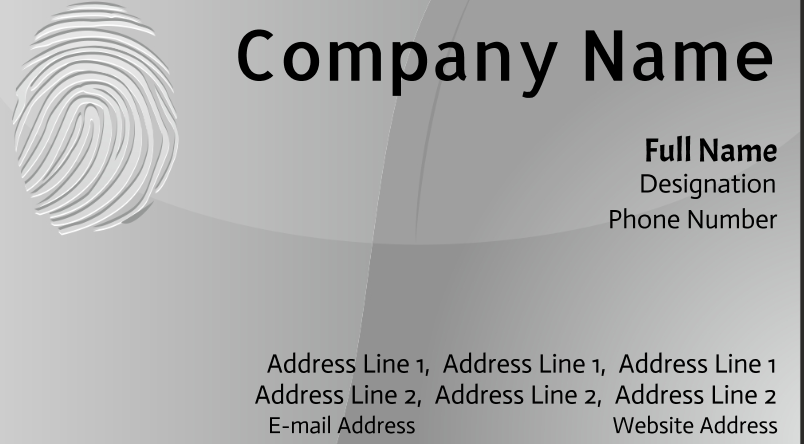 Company Name
Full Name
Designation
Phone Number
Address Line 1, Address Line 1, Address Line 1
Address Line 2, Address Line 2, Address Line 2
E-mail Address Website Address